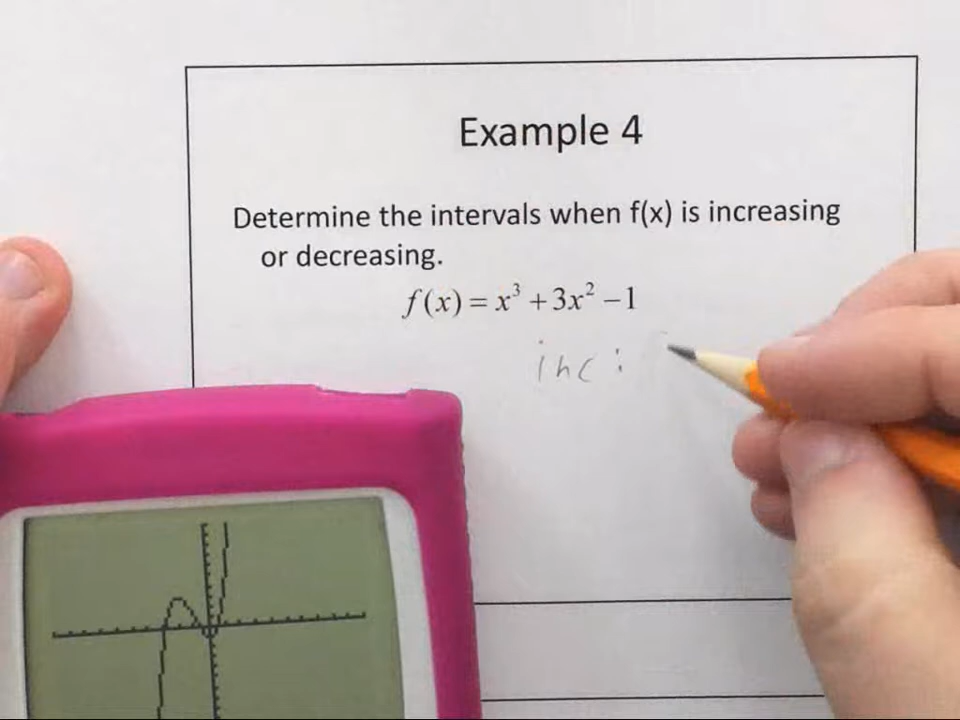 Example 4
Determine the intervals when f(x) is increasing
or decreasing.
f(x) = x³ + 3x² − 1
inc :